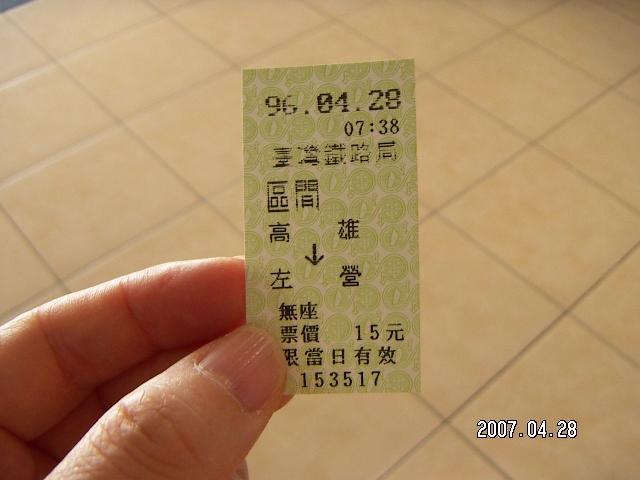 96.04.28
07:38
臺灣鐵路局
區間
高雄
↓
左營
無座
票價 15元
限當日有效
153517
2007.04.28